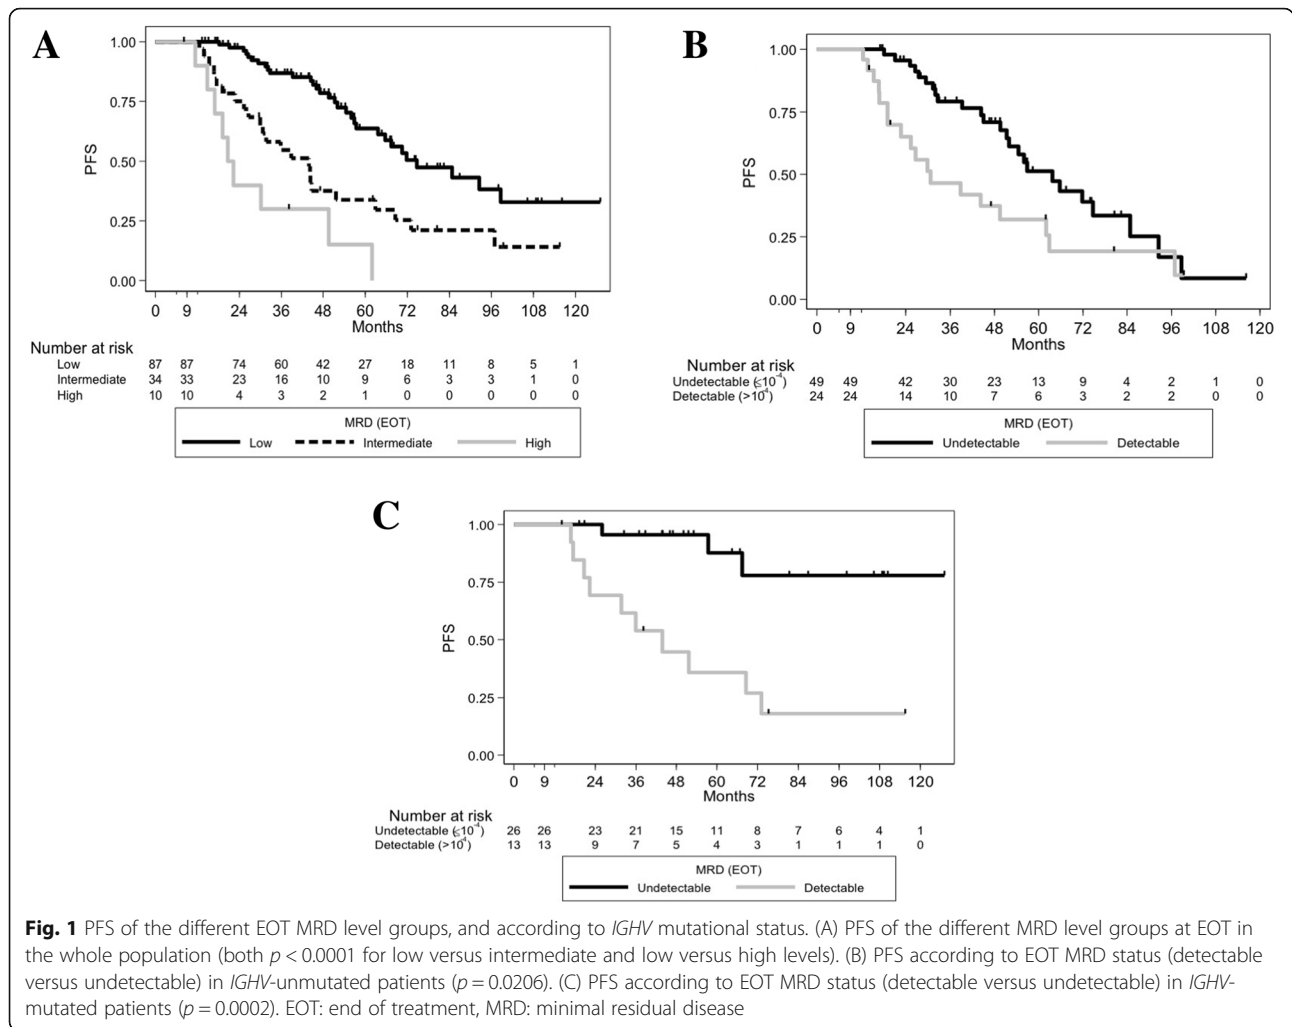 A
1.00
0.75
0.50
0.25
0.00
PFS
0 9 24 36 48 60 72 84 96 108 120
Months
Number at risk
Low 87 87 74 60 42 27 18 11 8 5 1
Intermediate 34 33 23 16 10 9 6 3 3 1 0
High 10 10 4 3 2 1 0 0 0 0 0
MRD (EOT)
Low Intermediate High
B
1.00
0.75
0.50
0.25
0.00
PFS
0 9 24 36 48 60 72 84 96 108 120
Months
Number at risk
Undetectable (≤10⁻⁴) 49 49 42 30 23 13 9 4 2 1 0
Detectable (>10⁻⁴) 24 24 14 10 7 6 3 2 2 0 0
MRD (EOT)
Undetectable Detectable
C
1.00
0.75
0.50
0.25
0.00
PFS
0 9 24 36 48 60 72 84 96 108 120
Months
Number at risk
Undetectable (≤10⁻⁴) 26 26 23 21 15 11 8 7 6 4 1
Detectable (>10⁻⁴) 13 13 9 7 5 4 3 1 1 1 0
MRD (EOT)
Undetectable Detectable
Fig. 1 PFS of the different EOT MRD level groups, and according to IGHV mutational status. (A) PFS of the different MRD level groups at EOT in
the whole population (both p < 0.0001 for low versus intermediate and low versus high levels). (B) PFS according to EOT MRD status (detectable
versus undetectable) in IGHV-unmutated patients (p = 0.0206). (C) PFS according to EOT MRD status (detectable versus undetectable) in IGHV-
mutated patients (p = 0.0002). EOT: end of treatment, MRD: minimal residual disease